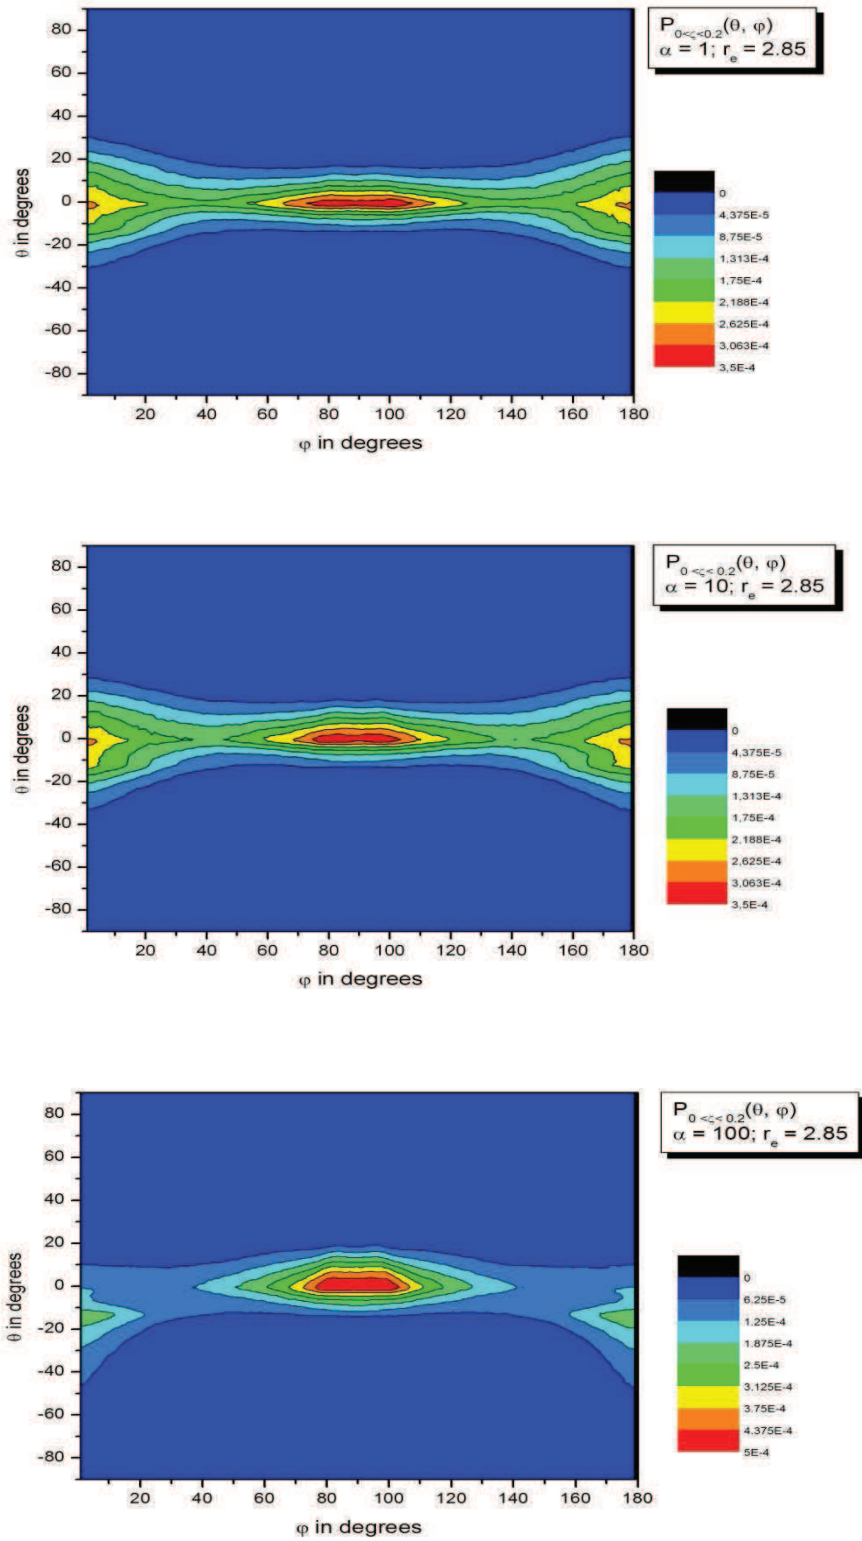 P0<ς<0.2(θ, φ)
α = 1; re = 2.85
80
60
40
20
0
-20
-40
-60
-80
θ in degrees
20 40 60 80 100 120 140 160 180
φ in degrees
0
4,375E-5
8,75E-5
1,313E-4
1,75E-4
2,188E-4
2,625E-4
3,063E-4
3,5E-4
P0<ς<0.2(θ, φ)
α = 10; re = 2.85
80
60
40
20
0
-20
-40
-60
-80
θ in degrees
20 40 60 80 100 120 140 160 180
φ in degrees
0
4,375E-5
8,75E-5
1,313E-4
1,75E-4
2,188E-4
2,625E-4
3,063E-4
3,5E-4
P0<ς<0.2(θ, φ)
α = 100; re = 2.85
80
60
40
20
0
-20
-40
-60
-80
θ in degrees
20 40 60 80 100 120 140 160 180
φ in degrees
0
6,25E-5
1,25E-4
1,875E-4
2,5E-4
3,125E-4
3,75E-4
4,375E-4
5E-4